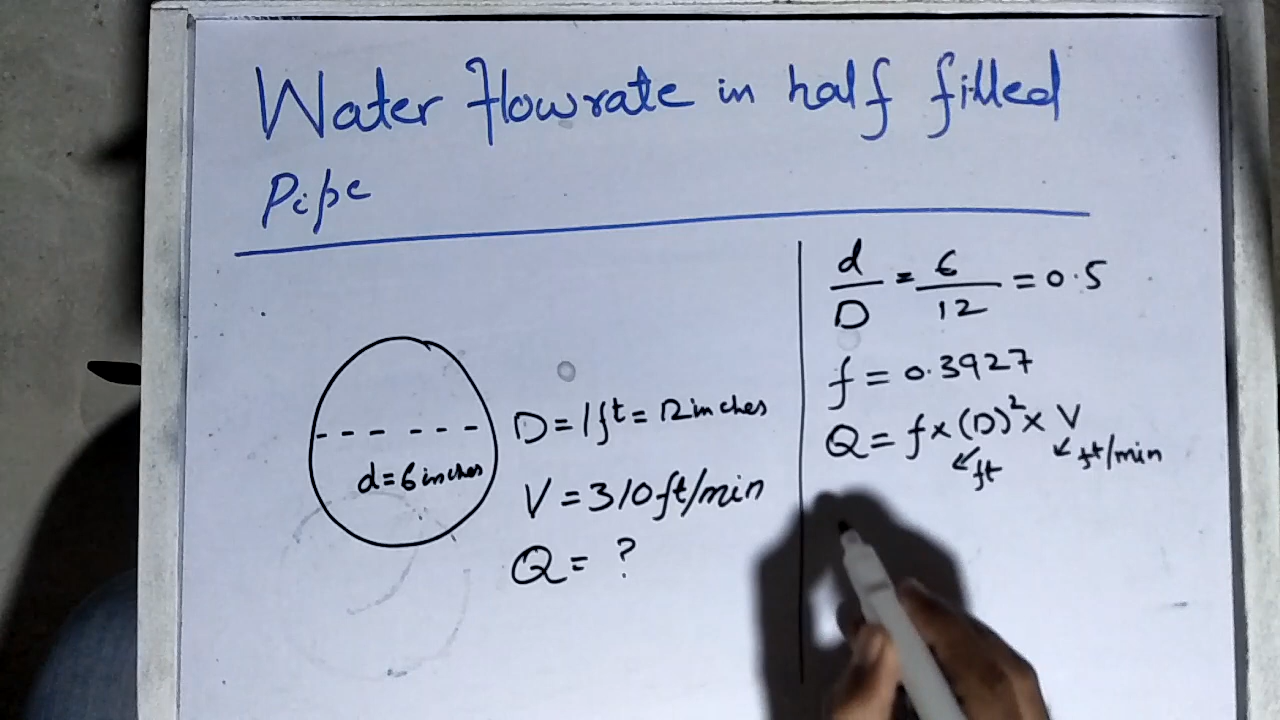 Water flowrate in half filled
Pipe
d = 6 inches
D = 1 ft = 12 inches
V = 310 ft/min
Q = ?
d/D = 6/12 = 0.5
f = 0.3927
Q = f × (D)² × V
ft
ft/min